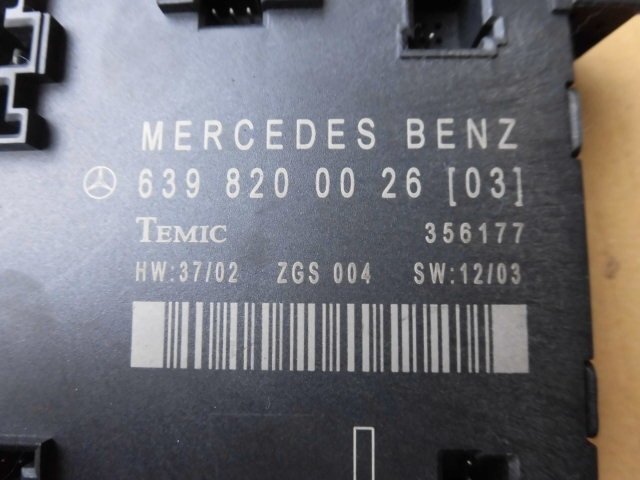 MERCEDES BENZ
639 820 00 26 [03]
TEMIC 356177
HW:37/02 ZGS 004 SW:12/03